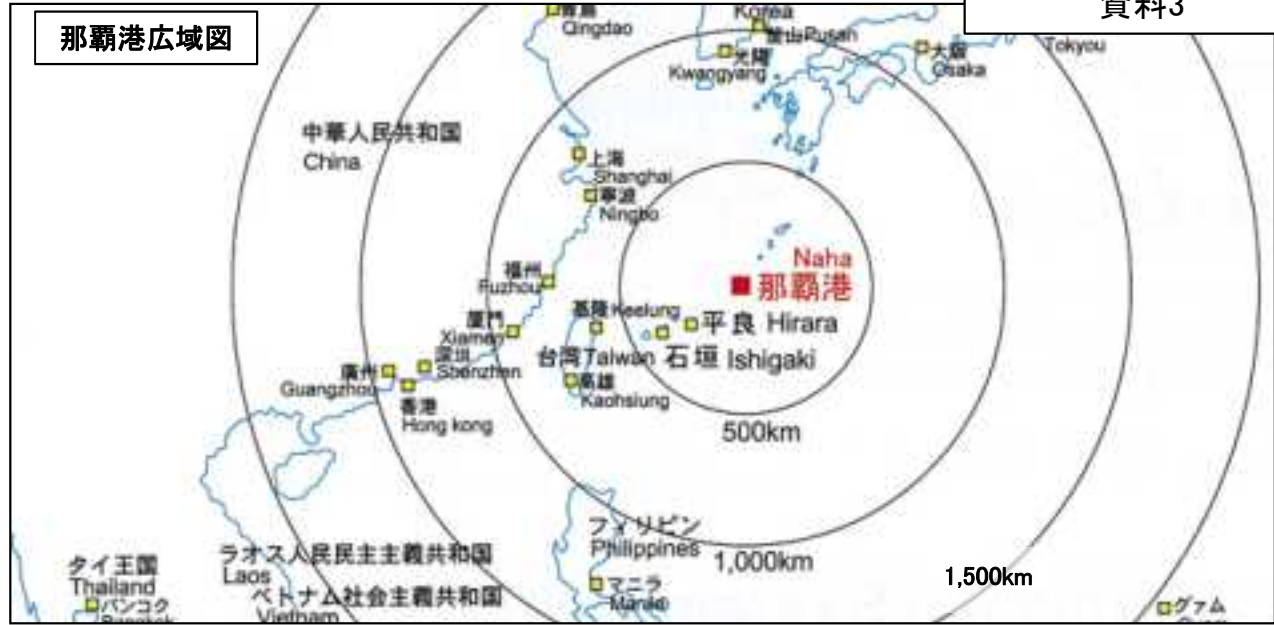 資料3
那覇港広域図
青島
Qingdao
Korea
釜山Pusan
光陽
Kwangyang
大阪
Osaka
Tokyou
中華人民共和国
China
上海
Shanghai
寧波
Ningbo
福州
Fuzhou
Naha
那覇港
基隆Keelung
平良 Hirara
厦門
Xiamen
台湾Taiwan
石垣 Ishigaki
深圳
Shenzhen
廣州
Guangzhou
高雄
Kaohsiung
香港
Hong kong
500km
フィリピン
Philippines
1,000km
1,500km
マニラ
Manila
ラオス人民民主主義共和国
Laos
タイ王国
Thailand
ベトナム社会主義共和国
Vietnam
バンコク
グァム